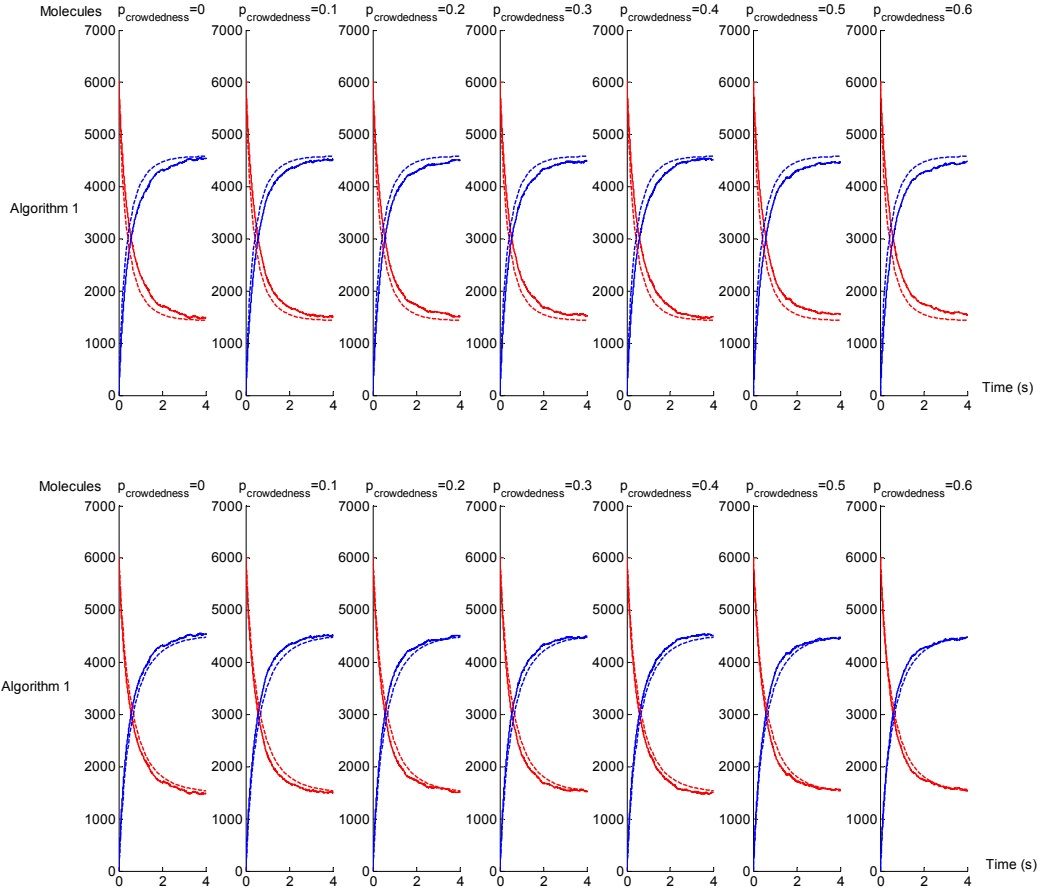 Molecules p_crowdedness=0 p_crowdedness=0.1 p_crowdedness=0.2 p_crowdedness=0.3 p_crowdedness=0.4 p_crowdedness=0.5 p_crowdedness=0.6
7000 7000 7000 7000 7000 7000 7000
6000 6000 6000 6000 6000 6000 6000
5000 5000 5000 5000 5000 5000 5000
4000 4000 4000 4000 4000 4000 4000
Algorithm 1
3000 3000 3000 3000 3000 3000 3000
2000 2000 2000 2000 2000 2000 2000
1000 1000 1000 1000 1000 1000 1000
Time (s)
0 0 0 0 0 0 0
0 2 4 0 2 4 0 2 4 0 2 4 0 2 4 0 2 4 0 2 4
Molecules p_crowdedness=0 p_crowdedness=0.1 p_crowdedness=0.2 p_crowdedness=0.3 p_crowdedness=0.4 p_crowdedness=0.5 p_crowdedness=0.6
7000 7000 7000 7000 7000 7000 7000
6000 6000 6000 6000 6000 6000 6000
5000 5000 5000 5000 5000 5000 5000
4000 4000 4000 4000 4000 4000 4000
Algorithm 1
3000 3000 3000 3000 3000 3000 3000
2000 2000 2000 2000 2000 2000 2000
1000 1000 1000 1000 1000 1000 1000
Time (s)
0 0 0 0 0 0 0
0 2 4 0 2 4 0 2 4 0 2 4 0 2 4 0 2 4 0 2 4